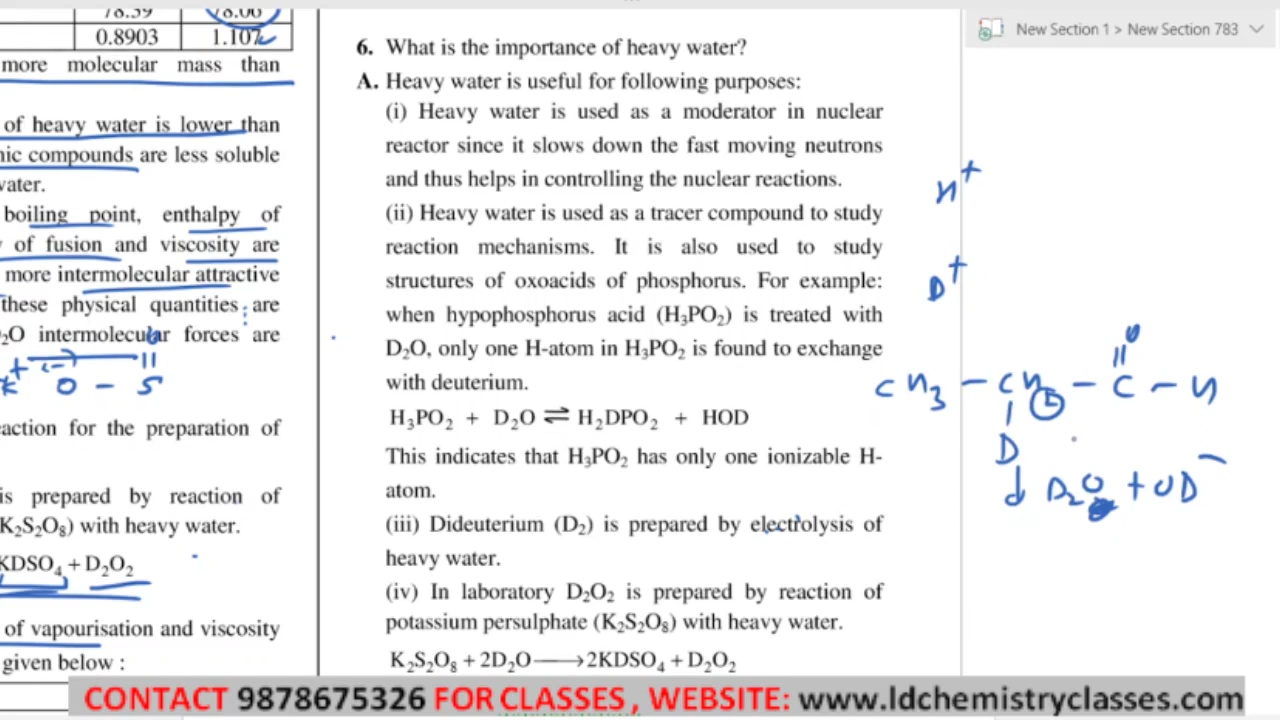 78.39 78.06
0.8903 1.107
more molecular mass than
of heavy water is lower than
nic compounds are less soluble
vater.
boiling point, enthalpy of
y of fusion and viscosity are
more intermolecular attractive
these physical quantities are
2O intermolecular forces are
O - S
eaction for the preparation of
is prepared by reaction of
K2S2O8) with heavy water.
KDSO4 + D2O2
of vapourisation and viscosity
given below :
6. What is the importance of heavy water?
A. Heavy water is useful for following purposes:
(i) Heavy water is used as a moderator in nuclear
reactor since it slows down the fast moving neutrons
and thus helps in controlling the nuclear reactions.
(ii) Heavy water is used as a tracer compound to study
reaction mechanisms. It is also used to study
structures of oxoacids of phosphorus. For example:
when hypophosphorus acid (H3PO2) is treated with
D2O, only one H-atom in H3PO2 is found to exchange
with deuterium.
H3PO2 + D2O ⇌ H2DPO2 + HOD
This indicates that H3PO2 has only one ionizable H-
atom.
(iii) Dideuterium (D2) is prepared by electrolysis of
heavy water.
(iv) In laboratory D2O2 is prepared by reaction of
potassium persulphate (K2S2O8) with heavy water.
K2S2O8 + 2D2O ⟶ 2KDSO4 + D2O2
New Section 1 > New Section 783
H+
D+
O
CH3 - CH - C - H
D
D2O + OD-
CONTACT 9878675326 FOR CLASSES , WEBSITE: www.ldchemistryclasses.com